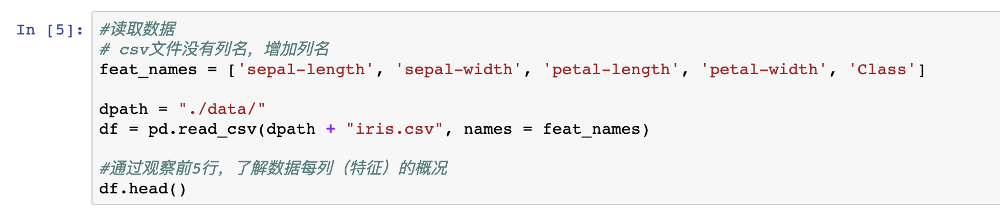 In [5]:
#读取数据
# csv文件没有列名，增加列名
feat_names = ['sepal-length', 'sepal-width', 'petal-length', 'petal-width', 'Class']
dpath = "./data/"
df = pd.read_csv(dpath + "iris.csv", names = feat_names)
#通过观察前5行，了解数据每列（特征）的概况
df.head()